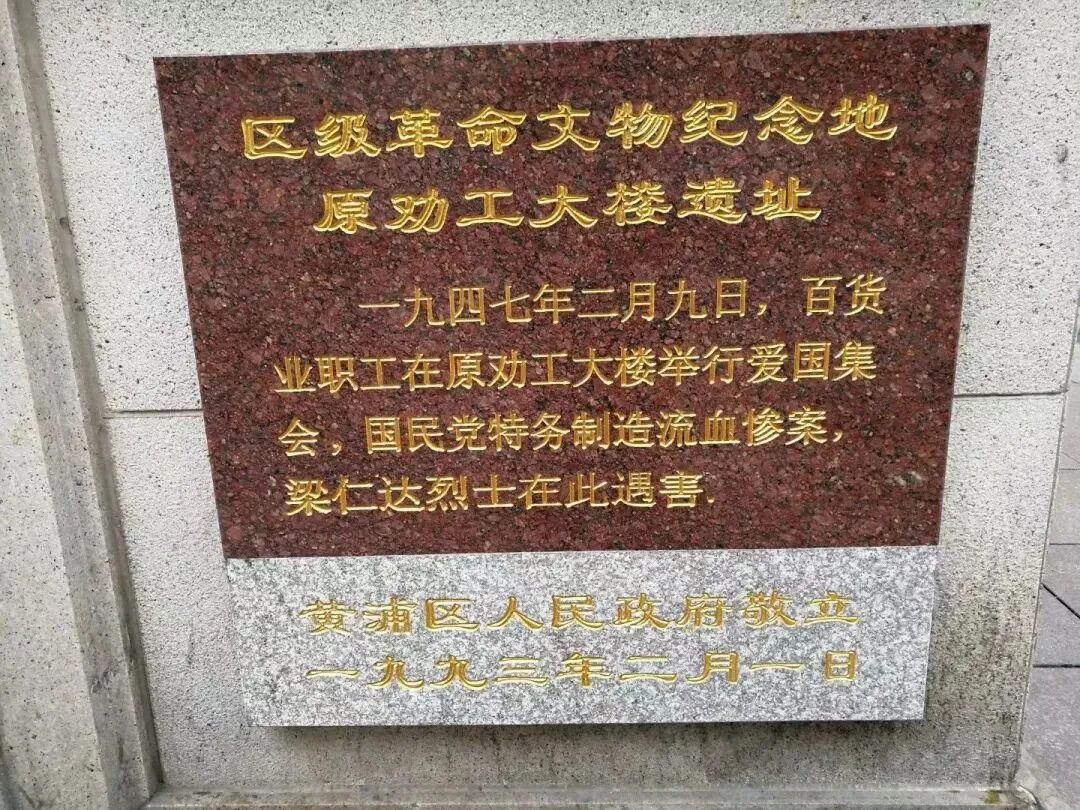 区级革命文物纪念地
原劝工大楼遗址
一九四七年二月九日，百货
业职工在原劝工大楼举行爱国集
会，国民党特务制造流血惨案，
梁仁达烈士在此遇害.
黄浦区人民政府敬立
一九九三年二月一日